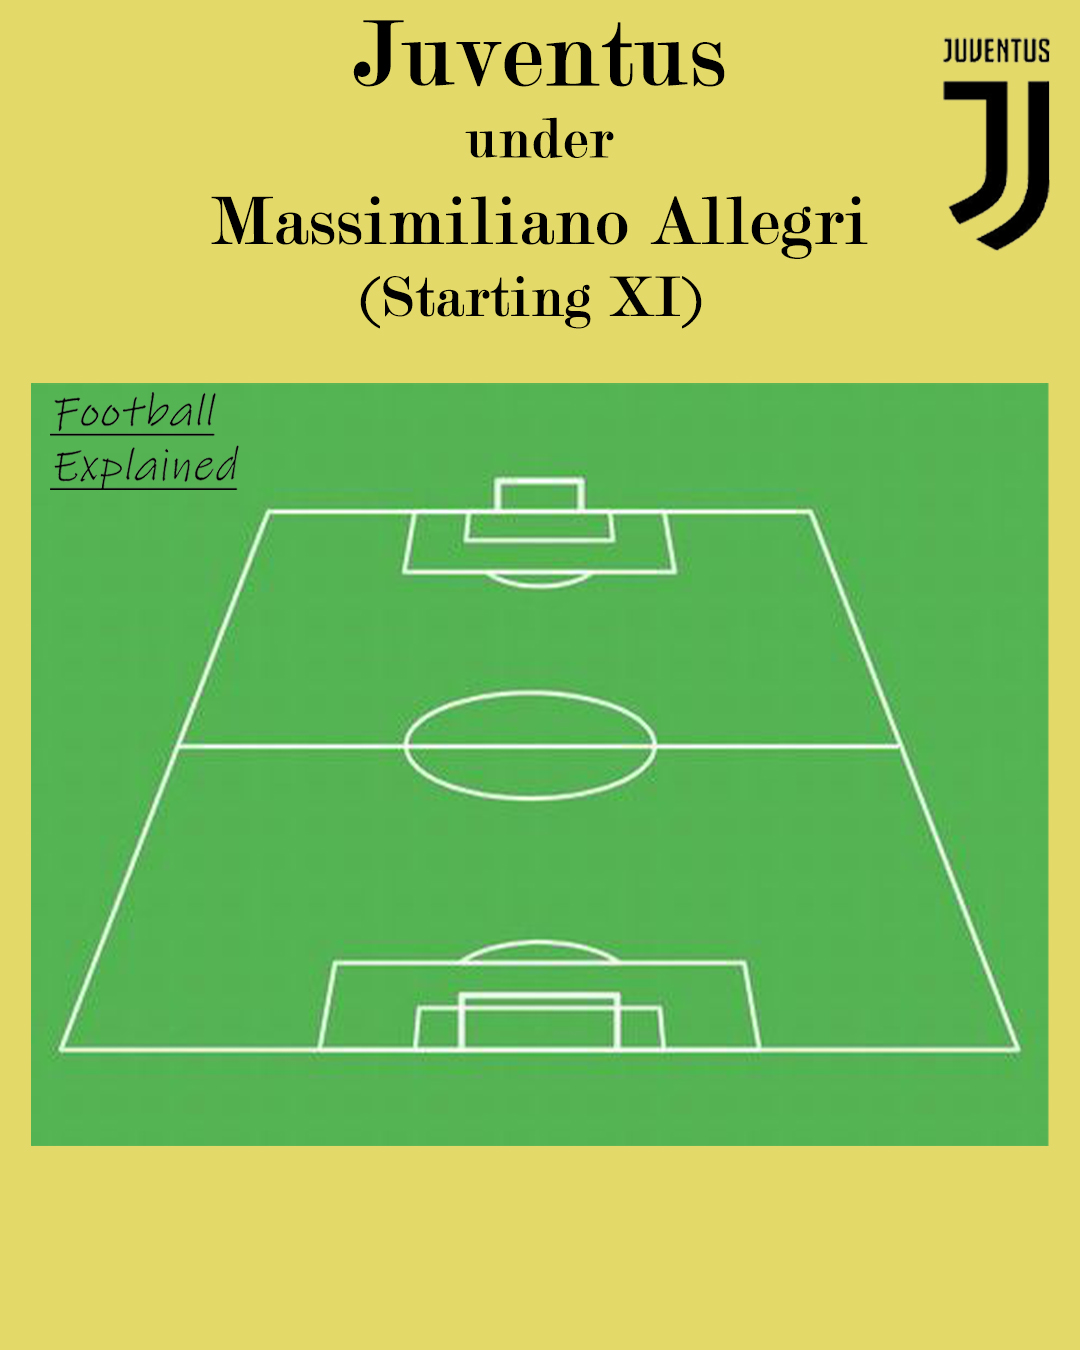 Juventus
under
Massimiliano Allegri
(Starting XI)
JUVENTUS
Football
Explained